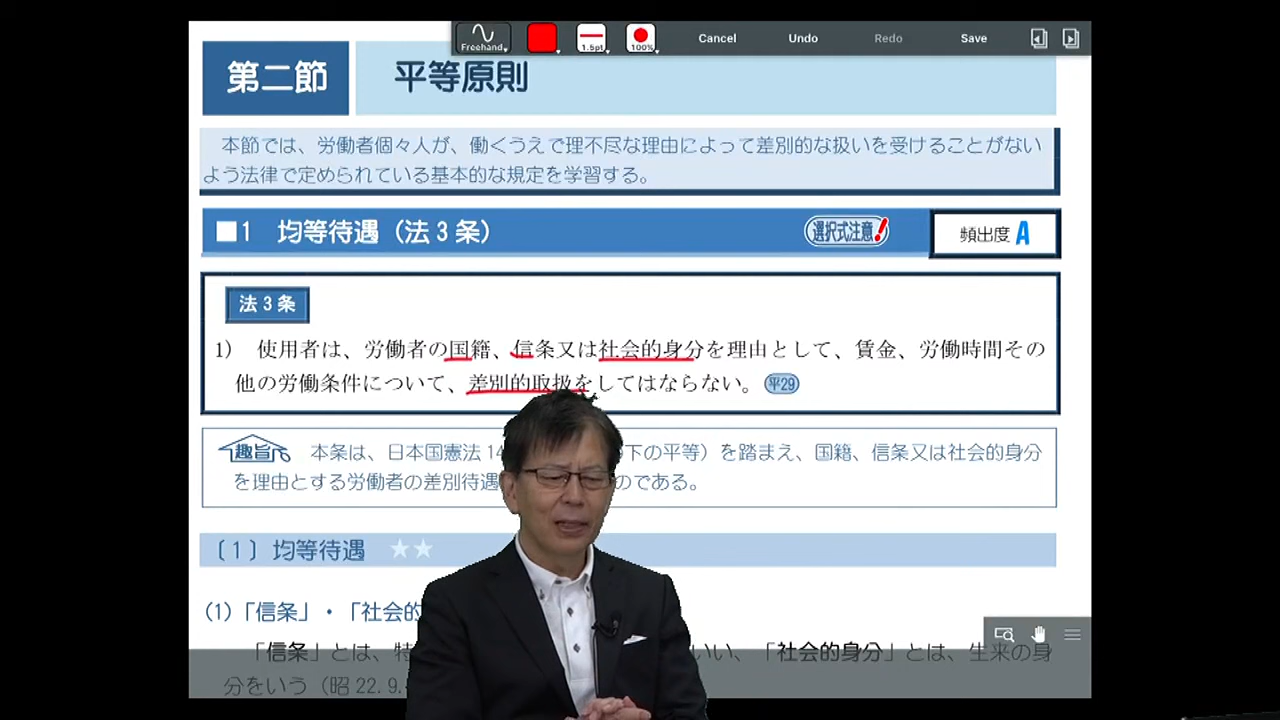 Freehand
1.5pt
100%
Cancel
Undo
Redo
Save
第二節 平等原則
本節では、労働者個々人が、働くうえで理不尽な理由によって差別的な扱いを受けることがない
よう法律で定められている基本的な規定を学習する。
■1 均等待遇（法3条） 選択式注意! 頻出度 A
法3条
1） 使用者は、労働者の国籍、信条又は社会的身分を理由として、賃金、労働時間その
他の労働条件について、差別的取扱をしてはならない。 平29
趣旨 本条は、日本国憲法14 下の平等）を踏まえ、国籍、信条又は社会的身分
を理由とする労働者の差別待遇 のである。
〔1〕均等待遇 ★★
(1)「信条」・「社会的
「信条」とは、特 いい、「社会的身分」とは、生来の身
分をいう（昭22.9.